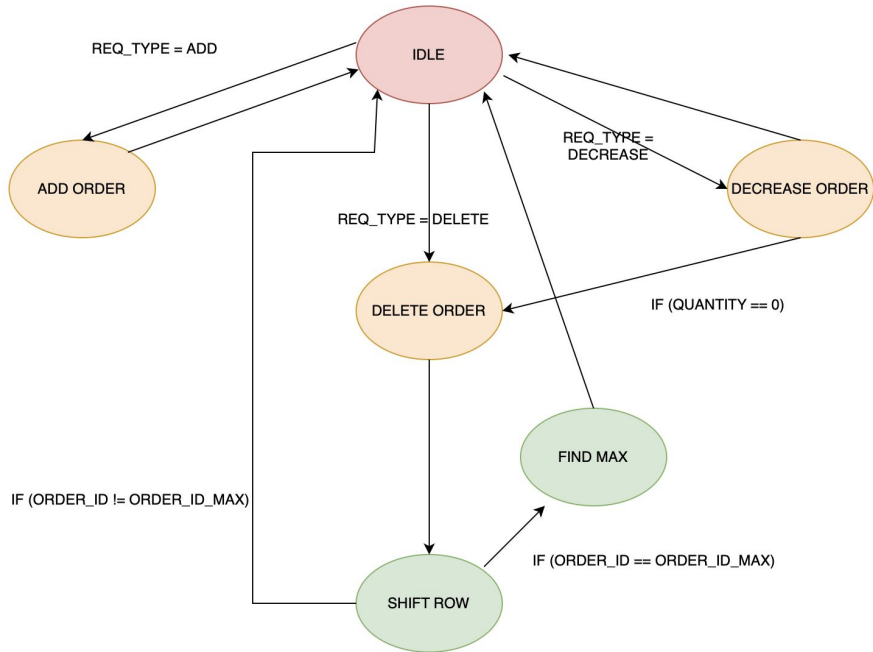 IDLE
REQ_TYPE = ADD
REQ_TYPE =
DECREASE
ADD ORDER
DECREASE ORDER
REQ_TYPE = DELETE
DELETE ORDER
IF (QUANTITY == 0)
FIND MAX
IF (ORDER_ID != ORDER_ID_MAX)
IF (ORDER_ID == ORDER_ID_MAX)
SHIFT ROW